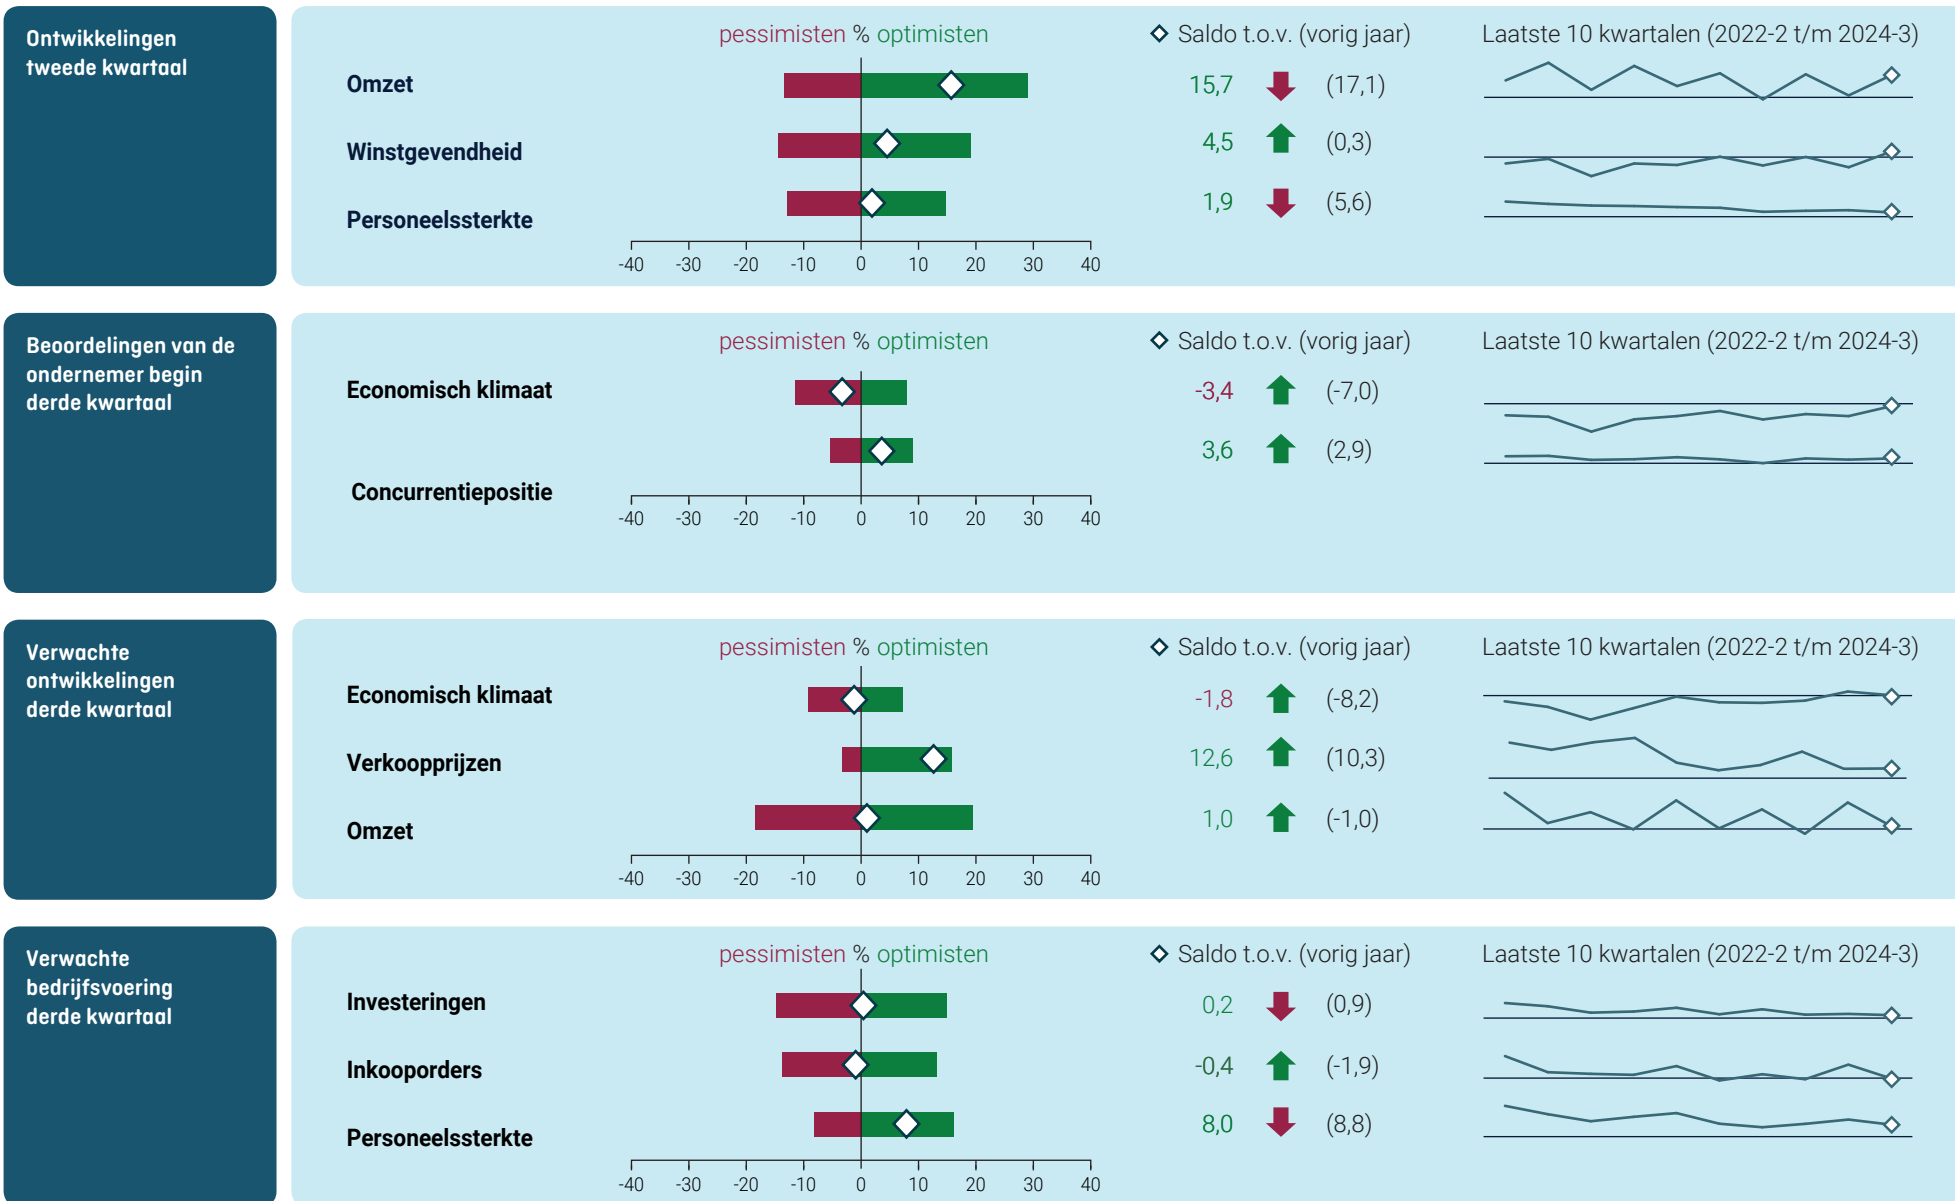 Ontwikkelingen
tweede kwartaal
pessimisten % optimisten
Saldo t.o.v. (vorig jaar)
Laatste 10 kwartalen (2022-2 t/m 2024-3)
Omzet
15,7 (17,1)
Winstgevendheid
4,5 (0,3)
Personeelssterkte
1,9 (5,6)
-40 -30 -20 -10 0 10 20 30 40
Beoordelingen van de
ondernemer begin
derde kwartaal
pessimisten % optimisten
Saldo t.o.v. (vorig jaar)
Laatste 10 kwartalen (2022-2 t/m 2024-3)
Economisch klimaat
-3,4 (-7,0)
Concurrentiepositie
3,6 (2,9)
-40 -30 -20 -10 0 10 20 30 40
Verwachte
ontwikkelingen
derde kwartaal
pessimisten % optimisten
Saldo t.o.v. (vorig jaar)
Laatste 10 kwartalen (2022-2 t/m 2024-3)
Economisch klimaat
-1,8 (-8,2)
Verkoopprijzen
12,6 (10,3)
Omzet
1,0 (-1,0)
-40 -30 -20 -10 0 10 20 30 40
Verwachte
bedrijfsvoering
derde kwartaal
pessimisten % optimisten
Saldo t.o.v. (vorig jaar)
Laatste 10 kwartalen (2022-2 t/m 2024-3)
Investeringen
0,2 (0,9)
Inkooporders
-0,4 (-1,9)
Personeelssterkte
8,0 (8,8)
-40 -30 -20 -10 0 10 20 30 40